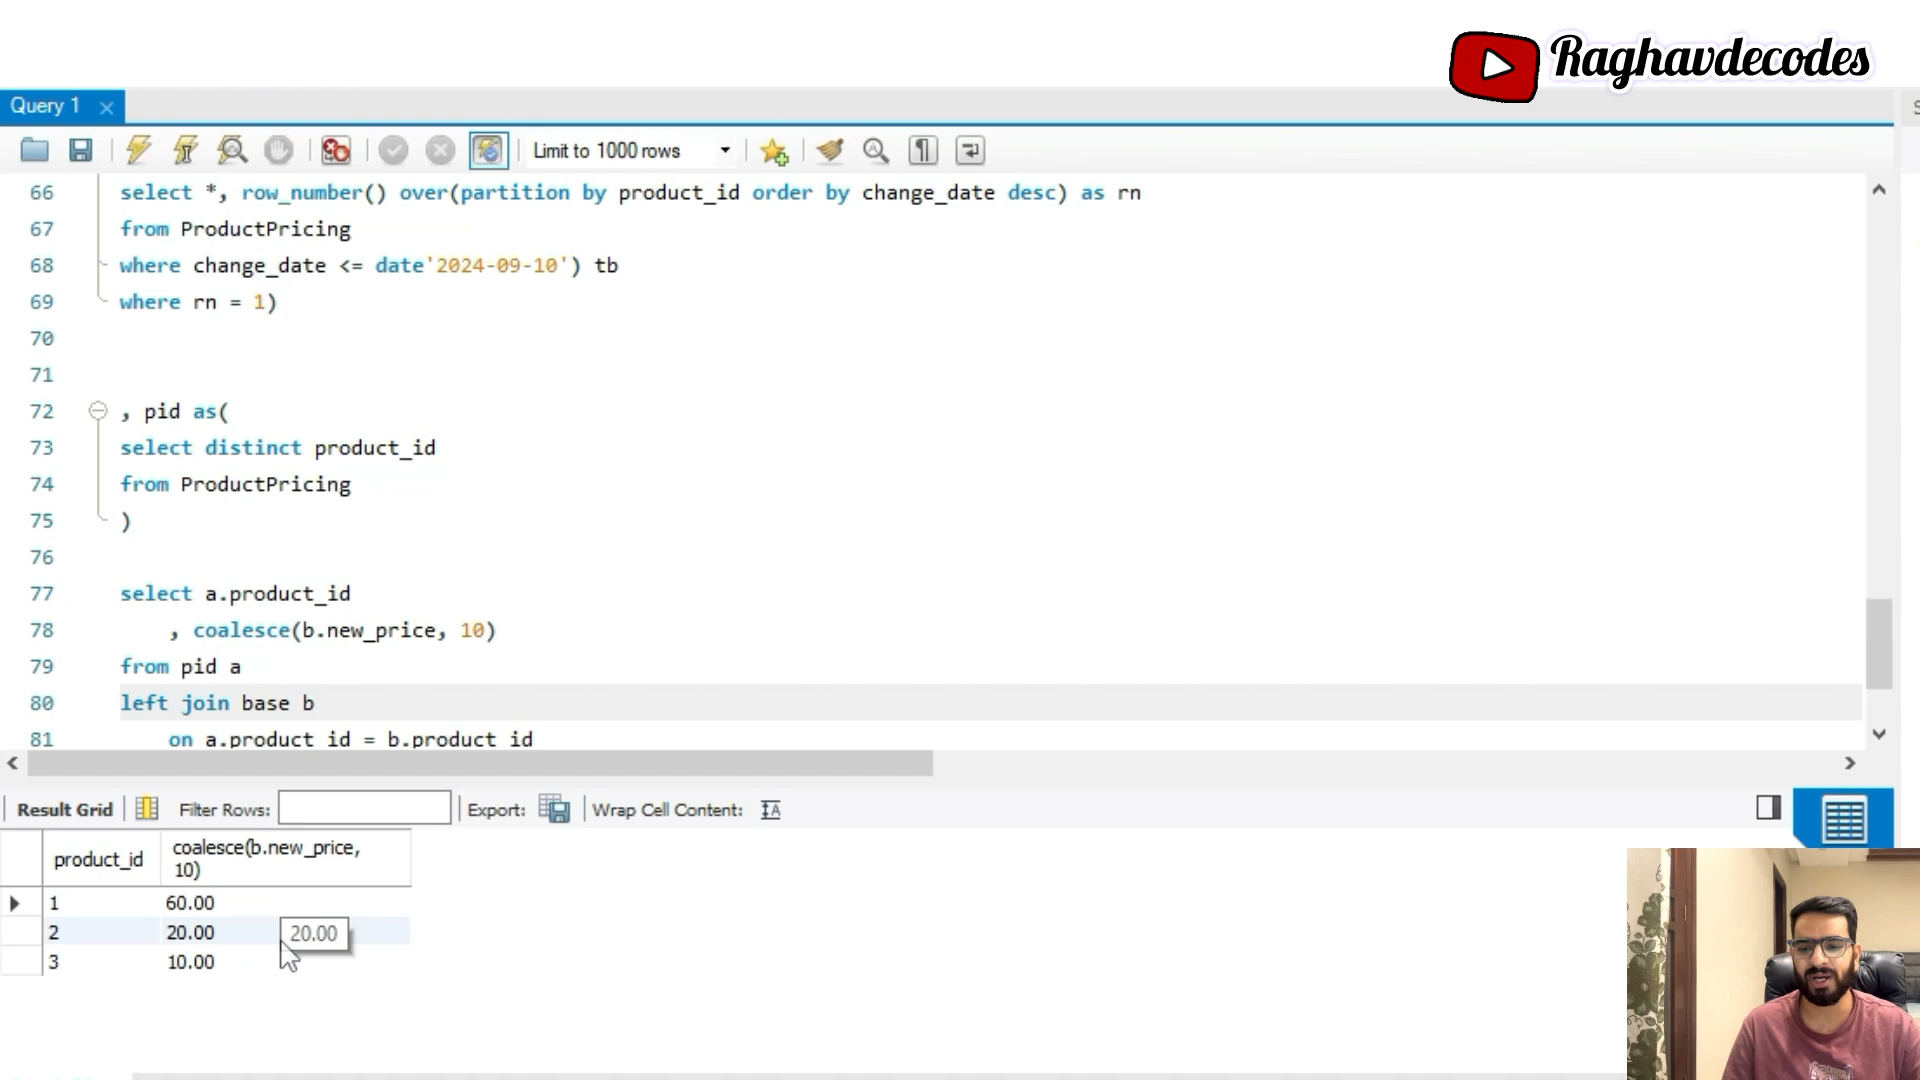 Raghavdecodes
Query 1
Limit to 1000 rows
66 select *, row_number() over(partition by product_id order by change_date desc) as rn
67 from ProductPricing
68 where change_date <= date'2024-09-10') tb
69 where rn = 1)
70
71
72 , pid as(
73 select distinct product_id
74 from ProductPricing
75 )
76
77 select a.product_id
78 , coalesce(b.new_price, 10)
79 from pid a
80 left join base b
81 on a.product_id = b.product_id
Result Grid Filter Rows: Export: Wrap Cell Content:
product_id coalesce(b.new_price, 10)
1 60.00
2 20.00 20.00
3 10.00